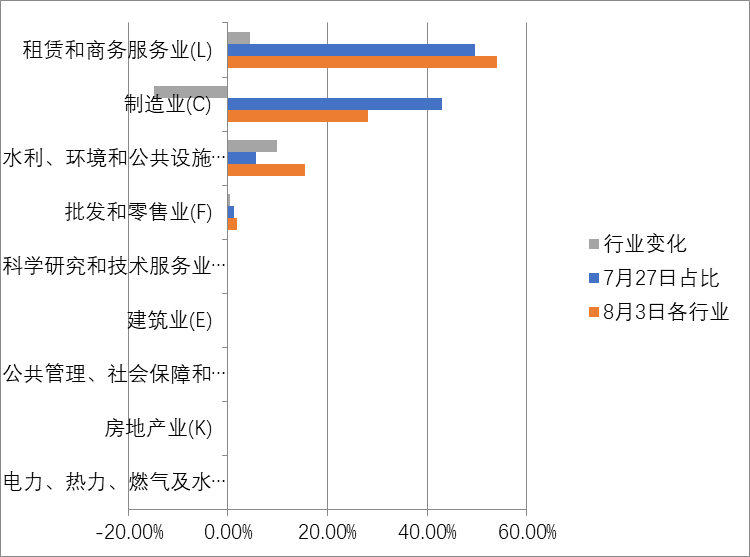 租赁和商务服务业(L)
制造业(C)
水利、环境和公共设施…
批发和零售业(F)
科学研究和技术服务业…
建筑业(E)
公共管理、社会保障和…
房地产业(K)
电力、热力、燃气及水…
行业变化
7月27日占比
8月3日各行业
-20.00% 0.00% 20.00% 40.00% 60.00%